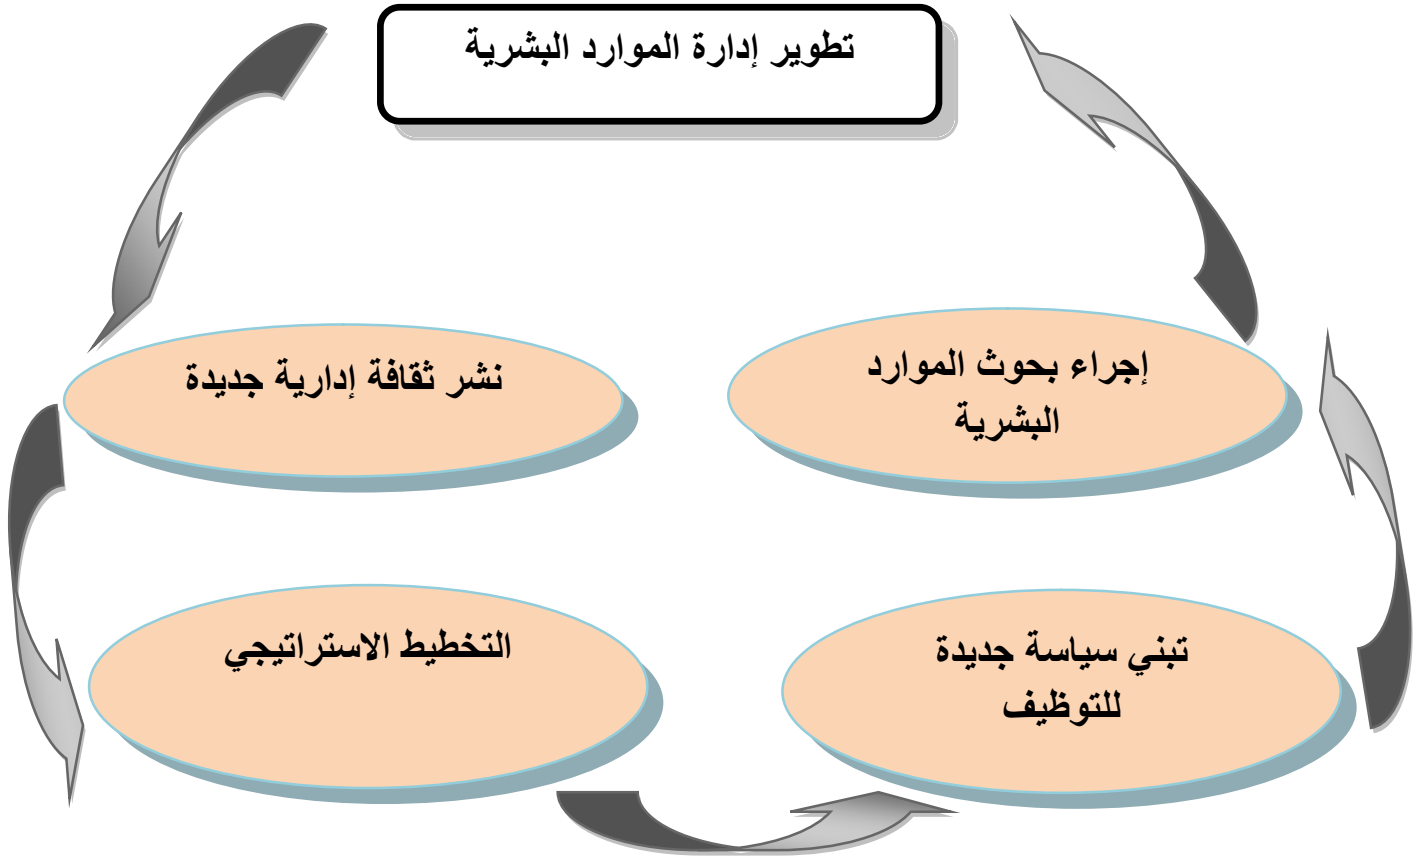 تطوير إدارة الموارد البشرية
إجراء بحوث الموارد
البشرية
نشر ثقافة إدارية جديدة
تبني سياسة جديدة
للتوظيف
التخطيط الاستراتيجي